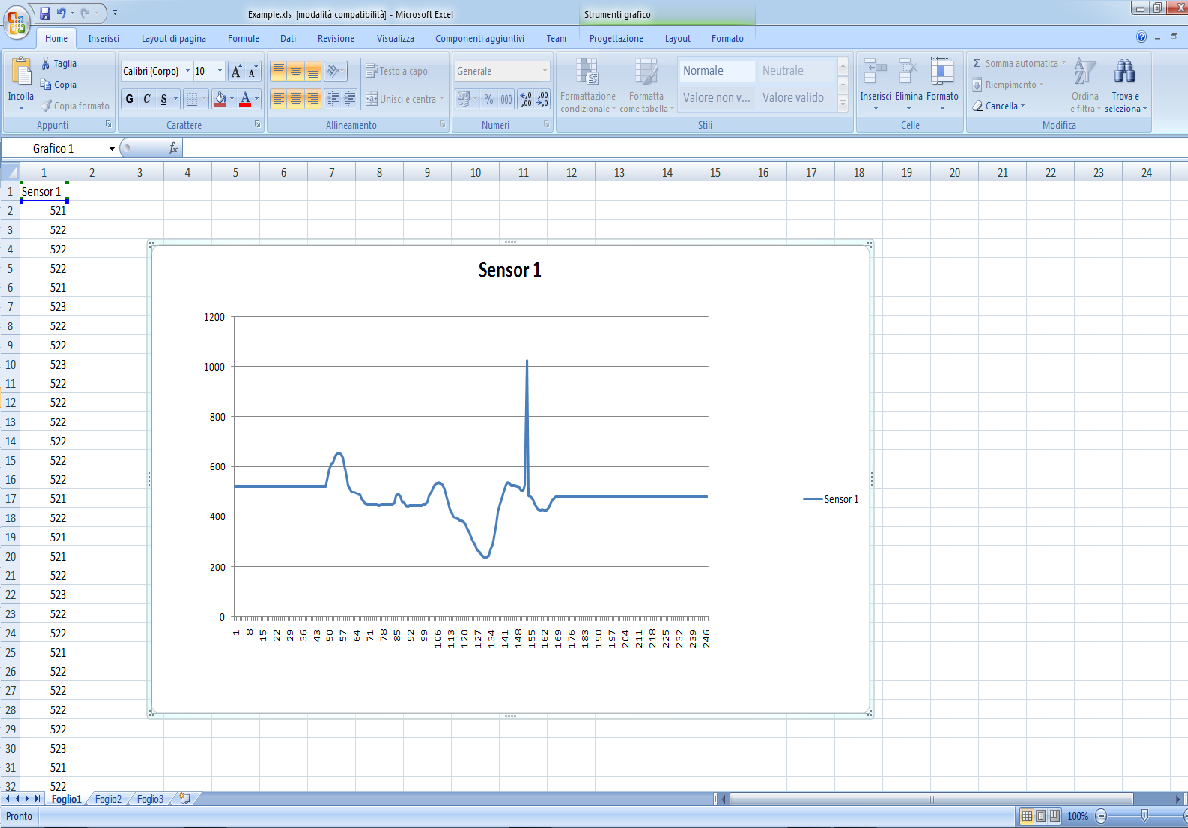 Example.xls [modalità compatibilità] - Microsoft Excel
Strumenti grafico
Home Inserisci Layout di pagina Formule Dati Revisione Visualizza Componenti aggiuntivi Team Progettazione Layout Formato
Incolla
Taglia
Copia
Copia formato
Appunti
Calibri (Corpo) 10 A A
G C S A
Carattere
Testo a capo
Unisci e centra
Allineamento
Generale
% 000 ,00 ,00
Numeri
Formattazione condizionale
Formatta come tabella
Normale Neutrale
Valore non v... Valore valido
Stili
Inserisci Elimina Formato
Celle
Σ Somma automatica
Riempimento
Cancella
Ordina e filtra
Trova e seleziona
Modifica
Grafico 1 fx
1 2 3 4 5 6 7 8 9 10 11 12 13 14 15 16 17 18 19 20 21 22 23 24
1 Sensor 1
2 521
3 522
4 522
5 522
6 521
7 523
8 522
9 522
10 523
11 522
12 522
13 522
14 522
15 522
16 522
17 521
18 522
19 521
20 521
21 522
22 523
23 522
24 522
25 521
26 522
27 522
28 522
29 522
30 523
31 521
32 522
Sensor 1
1200
1000
800
600
400
200
0
1 8 15 22 29 36 43 50 57 64 71 78 85 92 99 106 113 120 127 134 141 148 155 162 169 176 183 190 197 204 211 218 225 232 239 246
Sensor 1
Foglio1 Fogio2 Foglio3
Pronto
100%